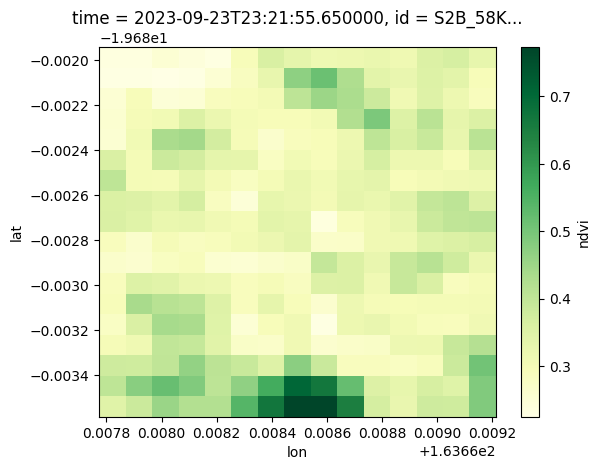 time = 2023-09-23T23:21:55.650000, id = S2B_58K...
−1.968e1
−0.0020
−0.0022
−0.0024
−0.0026
−0.0028
−0.0030
−0.0032
−0.0034
lat
0.0078 0.0080 0.0082 0.0084 0.0086 0.0088 0.0090 0.0092
lon
+1.6366e2
0.7
0.6
0.5
0.4
0.3
ndvi